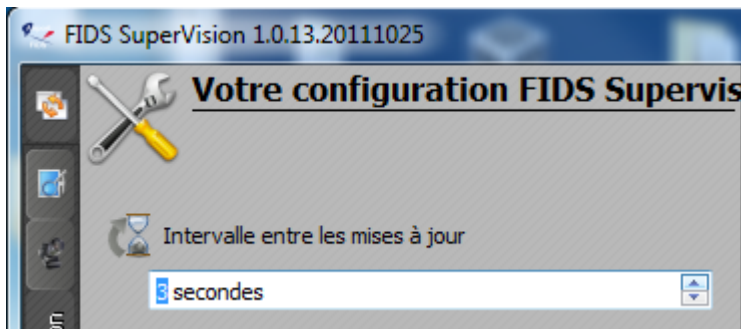 FIDS SuperVision 1.0.13.20111025
Votre configuration FIDS Supervis
Intervalle entre les mises à jour
3 secondes